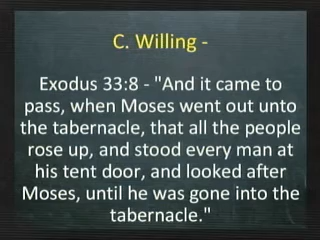 C. Willing -
Exodus 33:8 - "And it came to
pass, when Moses went out unto
the tabernacle, that all the people
rose up, and stood every man at
his tent door, and looked after
Moses, until he was gone into the
tabernacle."